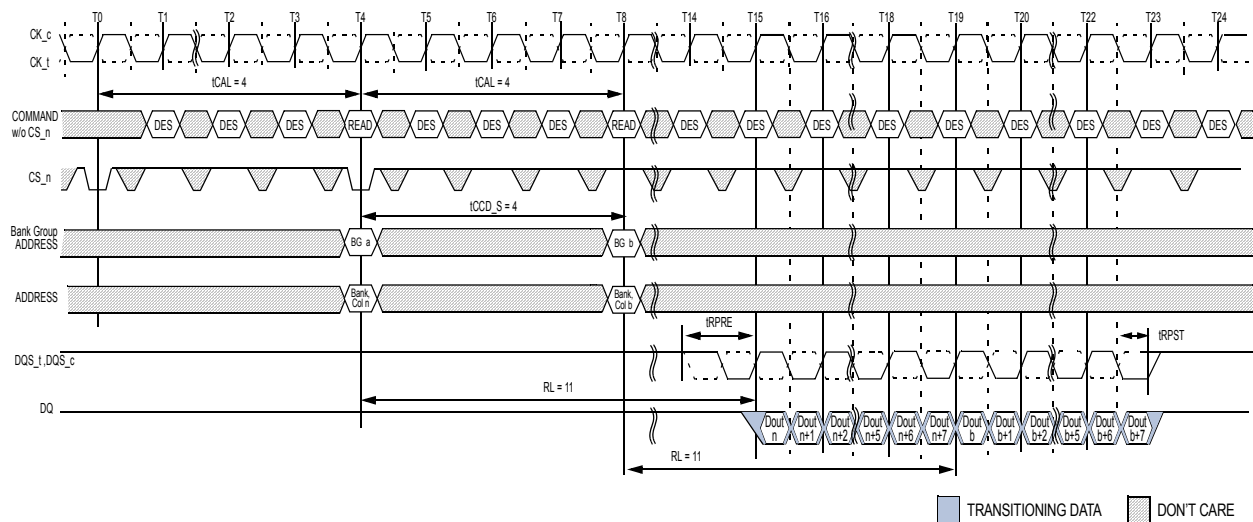 T0 T1 T2 T3 T4 T5 T6 T7 T8 T14 T15 T16 T18 T19 T20 T22 T23 T24
CK_c
CK_t
tCAL = 4 tCAL = 4
COMMAND
w/o CS_n
DES DES DES READ DES DES DES READ DES DES DES DES DES DES DES DES DES
CS_n
tCCD_S = 4
Bank Group
ADDRESS
BG a BG b
ADDRESS
Bank, Bank,
Col n Col b
tRPRE
tRPST
DQS_t ,DQS_c
RL = 11
DQ
Dout Dout Dout Dout Dout Dout Dout Dout Dout Dout Dout Dout
n n+1 n+2 n+5 n+6 n+7 b b+1 b+2 b+5 b+6 b+7
RL = 11
TRANSITIONING DATA DON'T CARE